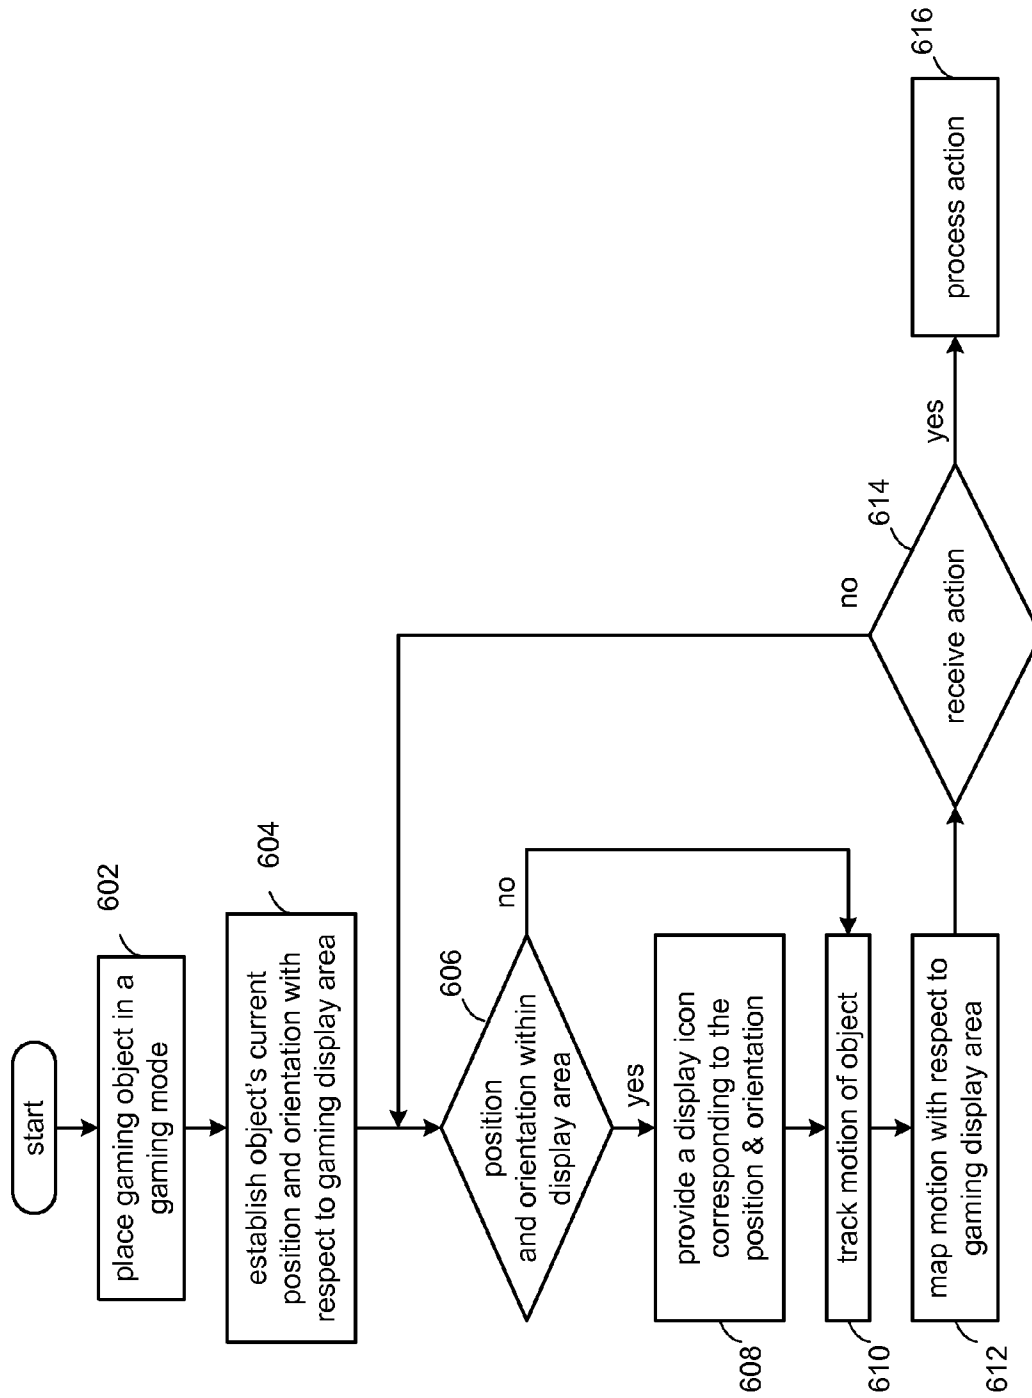 start
602
place gaming object in a
gaming mode
604
establish object's current
position and orientation with
respect to gaming display area
606
position
and orientation within
display area
no
yes
608
provide a display icon
corresponding to the
position & orientation
610
track motion of object
612
map motion with respect to
gaming display area
614
receive action
no
yes
616
process action